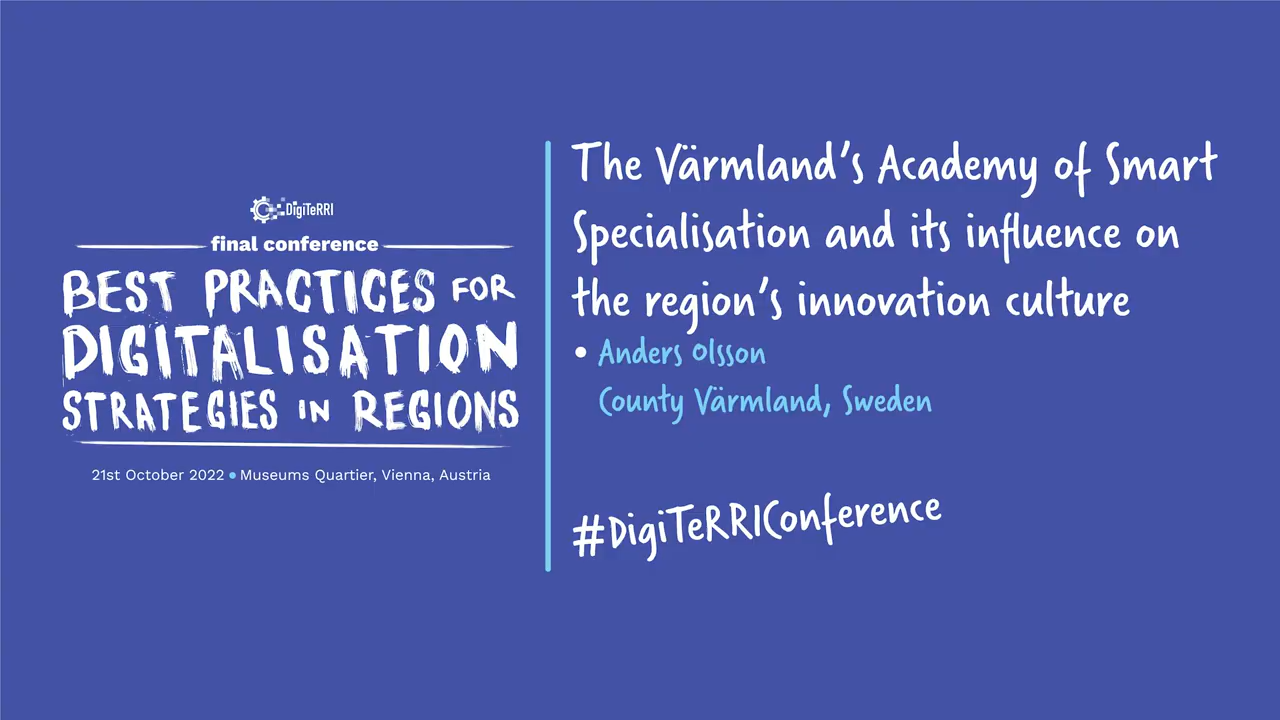 DigiTeRRI
final conference
BEST PRACTICES FOR
DIGITALISATION
STRATEGIES IN REGIONS
21st October 2022 • Museums Quartier, Vienna, Austria
The Värmland's Academy of Smart
Specialisation and its influence on
the region's innovation culture
• Anders Olsson
County Värmland, Sweden
#DigiTeRRIConference